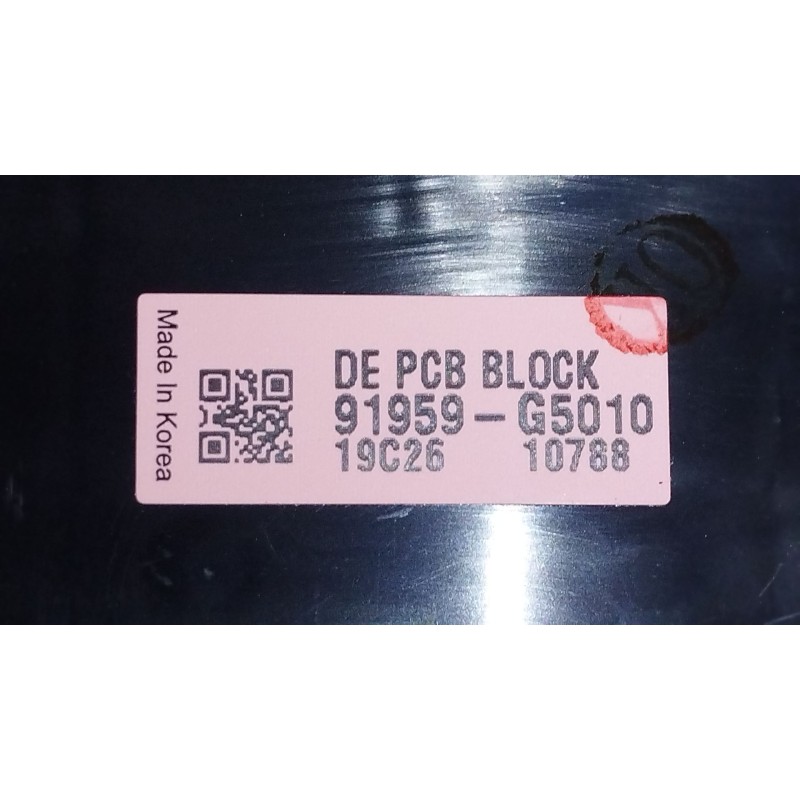 Made In Korea
DE PCB BLOCK
91959-G5010
19C26 10788